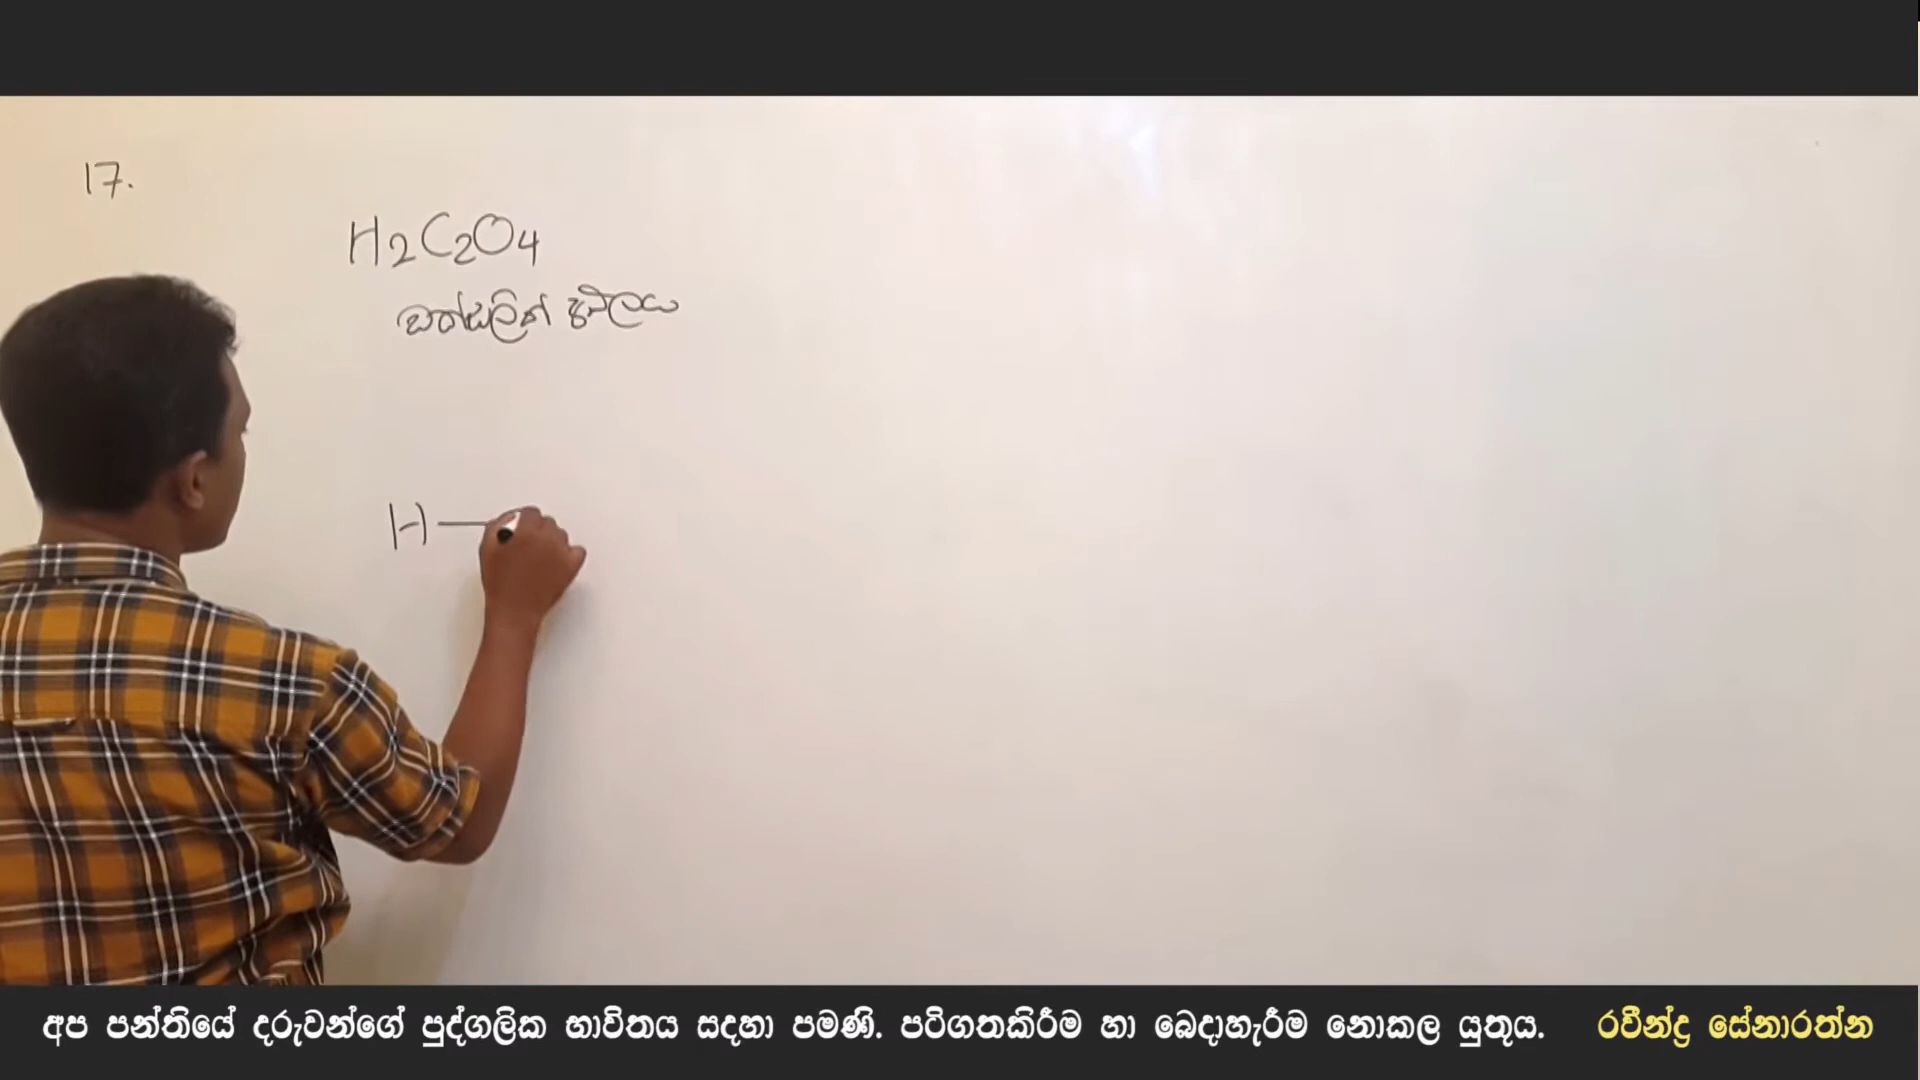 17.
H2C2O4
ඔක්සලික් අම්ලය
H—
අප පන්තියේ දරුවන්ගේ පුද්ගලික භාවිතය සඳහා පමණි. පටිගතකිරීම හා බෙදාහැරීම නොකල යුතුය. රවීන්ද්‍ර සේනාරත්න